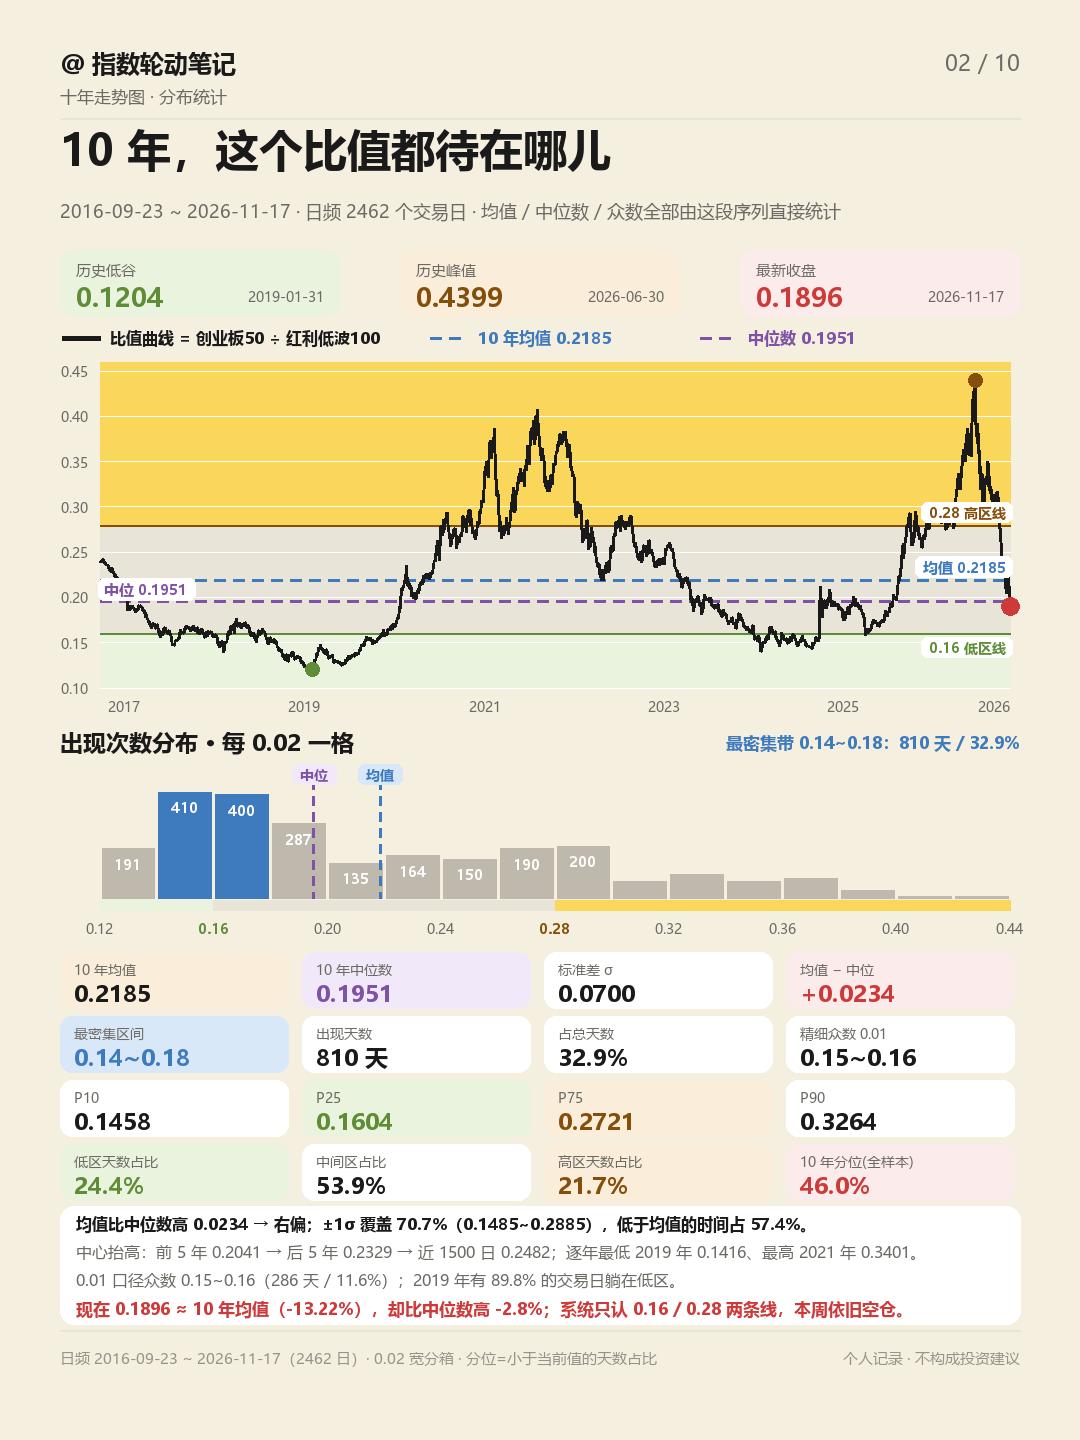 @ 指数轮动笔记
02 / 10
十年走势图 · 分布统计
10 年，这个比值都待在哪儿
2016-09-23 ~ 2026-11-17 · 日频 2462 个交易日 · 均值 / 中位数 / 众数全部由这段序列直接统计
历史低谷
0.1204
2019-01-31
历史峰值
0.4399
2026-06-30
最新收盘
0.1896
2026-11-17
比值曲线 = 创业板50 ÷ 红利低波100
10 年均值 0.2185
中位数 0.1951
0.45
0.40
0.35
0.30
0.28 高区线
0.25
均值 0.2185
中位 0.1951
0.20
0.15
0.16 低区线
0.10
2017 2019 2021 2023 2025 2026
出现次数分布 • 每 0.02 一格
最密集带 0.14~0.18：810 天 / 32.9%
中位 均值
410 400 287 191 135 164 150 190 200
0.12 0.16 0.20 0.24 0.28 0.32 0.36 0.40 0.44
10 年均值
0.2185
10 年中位数
0.1951
标准差 σ
0.0700
均值 − 中位
+0.0234
最密集区间
0.14~0.18
出现天数
810 天
占总天数
32.9%
精细众数 0.01
0.15~0.16
P10
0.1458
P25
0.1604
P75
0.2721
P90
0.3264
低区天数占比
24.4%
中间区占比
53.9%
高区天数占比
21.7%
10 年分位(全样本)
46.0%
均值比中位数高 0.0234 → 右偏；±1σ 覆盖 70.7%（0.1485~0.2885），低于均值的时间占 57.4%。
中心抬高：前 5 年 0.2041 → 后 5 年 0.2329 → 近 1500 日 0.2482；逐年最低 2019 年 0.1416、最高 2021 年 0.3401。
0.01 口径众数 0.15~0.16（286 天 / 11.6%）；2019 年有 89.8% 的交易日躺在低区。
现在 0.1896 ≈ 10 年均值（-13.22%），却比中位数高 -2.8%；系统只认 0.16 / 0.28 两条线，本周依旧空仓。
日频 2016-09-23 ~ 2026-11-17（2462 日）· 0.02 宽分箱 · 分位=小于当前值的天数占比
个人记录 · 不构成投资建议